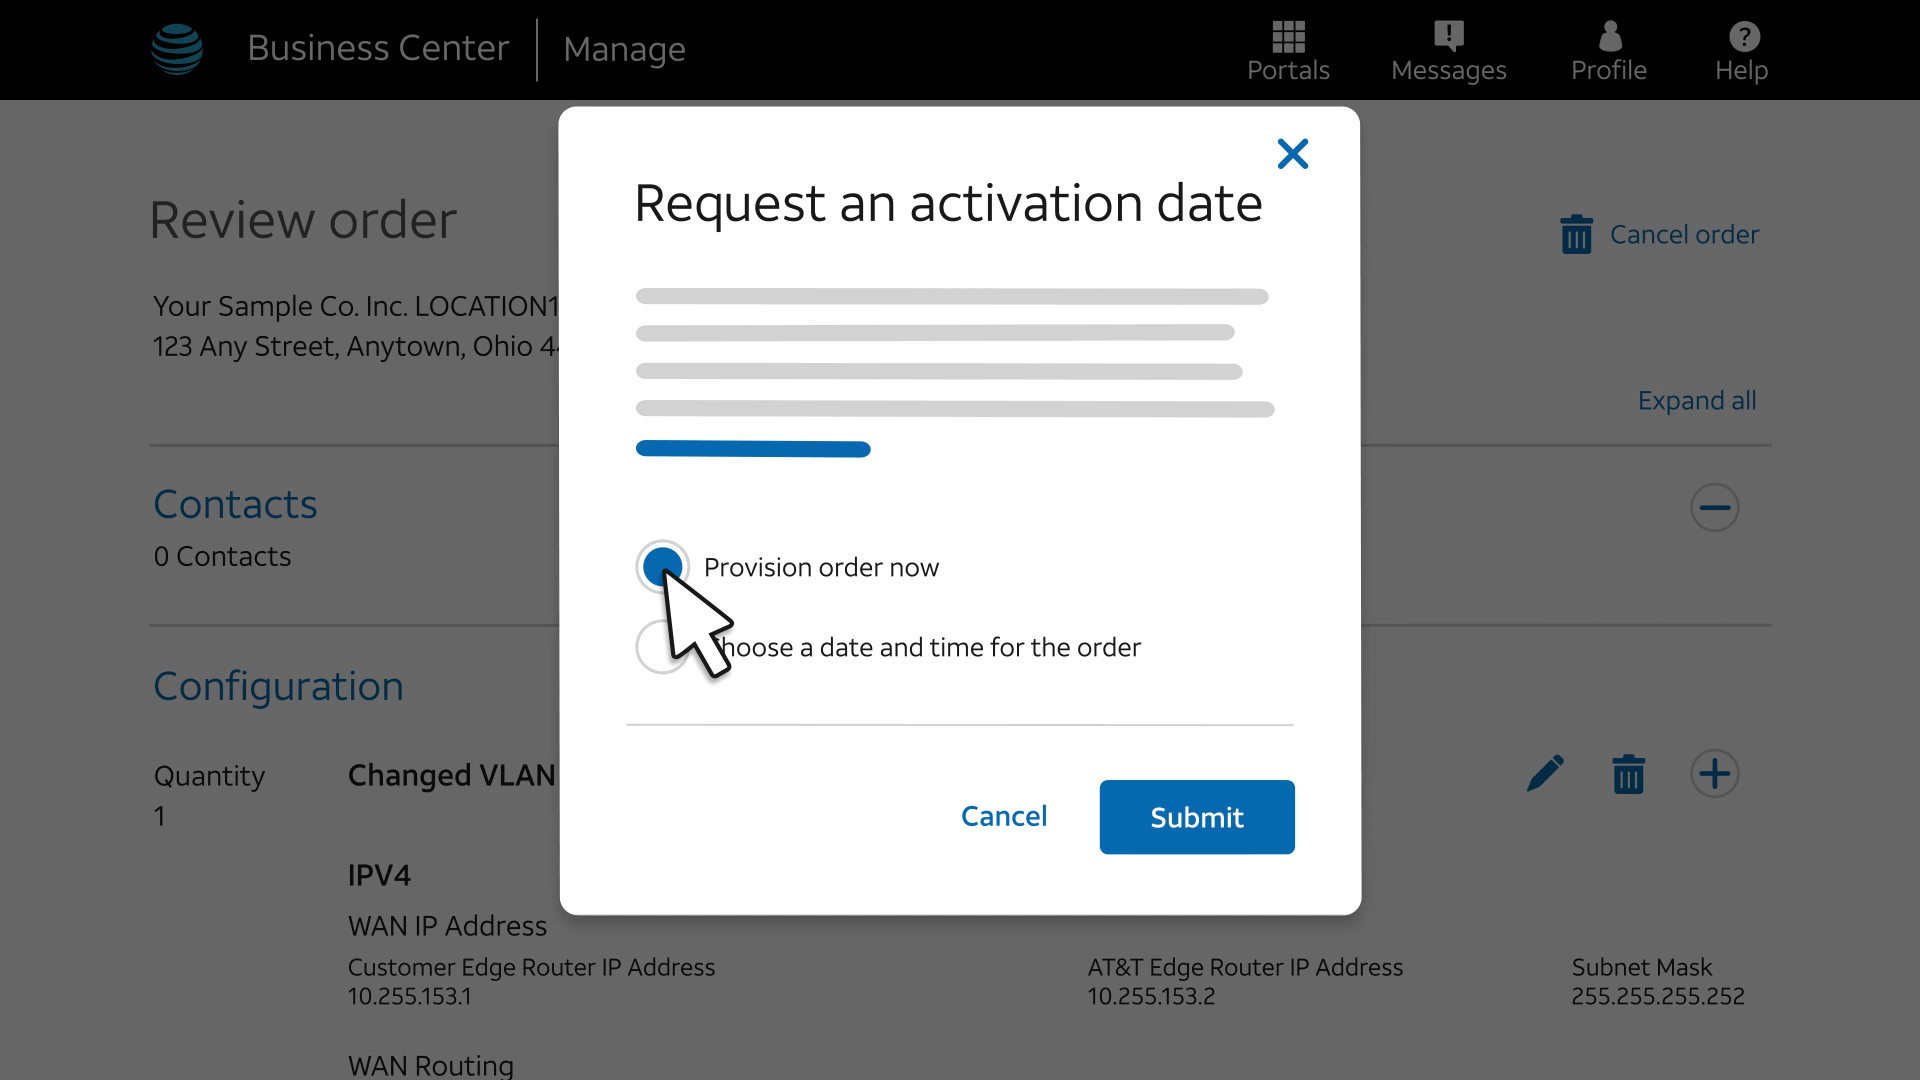 Business Center
Manage
Portals
Messages
Profile
Help
Review order
Cancel order
Your Sample Co. Inc. LOCATION1
123 Any Street, Anytown, Ohio
Expand all
Contacts
0 Contacts
Configuration
Quantity
1
Changed VLAN
IPV4
WAN IP Address
Customer Edge Router IP Address
10.255.153.1
AT&T Edge Router IP Address
10.255.153.2
Subnet Mask
255.255.255.252
WAN Routing
Request an activation date
Provision order now
Choose a date and time for the order
Cancel
Submit